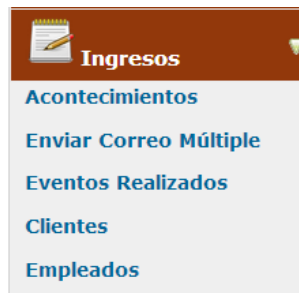 Ingresos
Acontecimientos
Enviar Correo Múltiple
Eventos Realizados
Clientes
Empleados